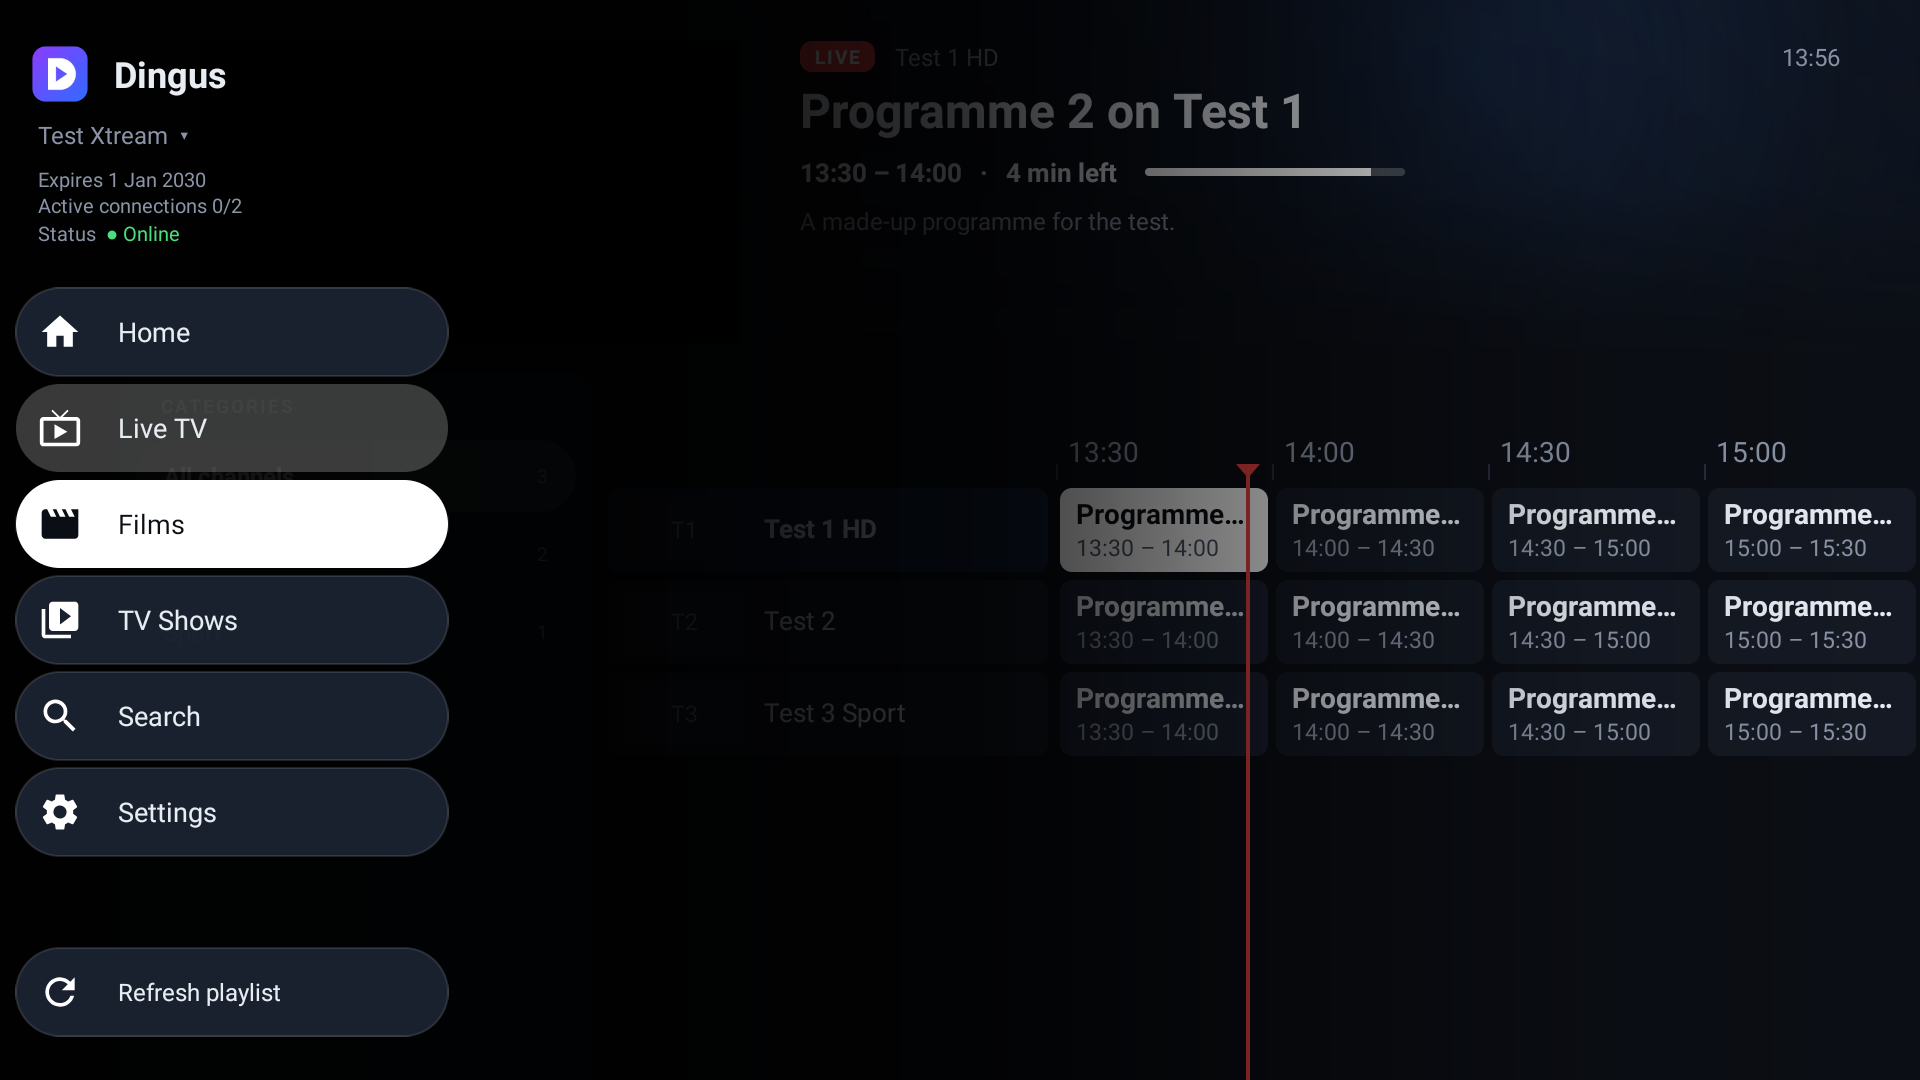 Dingus
Test Xtream
Expires 1 Jan 2030
Active connections 0/2
Status Online
Home
Live TV
Films
TV Shows
Search
Settings
Refresh playlist
LIVE Test 1 HD
13:56
Programme 2 on Test 1
13:30 – 14:00 · 4 min left
A made-up programme for the test.
CATEGORIES
All channels 3
2
1
13:30 14:00 14:30 15:00
T1 Test 1 HD
Programme... Programme... Programme... Programme...
13:30 – 14:00 14:00 – 14:30 14:30 – 15:00 15:00 – 15:30
T2 Test 2
Programme... Programme... Programme... Programme...
13:30 – 14:00 14:00 – 14:30 14:30 – 15:00 15:00 – 15:30
T3 Test 3 Sport
Programme... Programme... Programme... Programme...
13:30 – 14:00 14:00 – 14:30 14:30 – 15:00 15:00 – 15:30